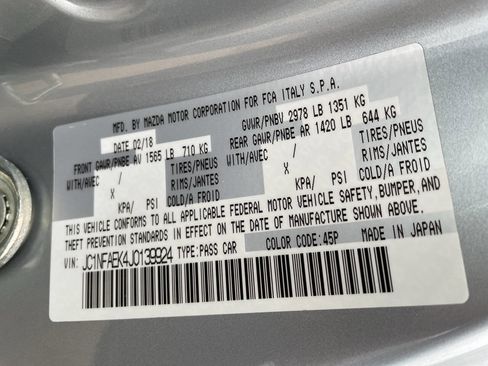 MFD. BY MAZDA MOTOR CORPORATION FOR FCA ITALY S.P.A.
DATE 02/18 GVWR/PNBV 2978 LB 1351 KG
FRONT GAWR/PNBE AV 1565 LB 710 KG REAR GAWR/PNBE AR 1420 LB 644 KG
WITH/AVEC / TIRES/PNEUS WITH/AVEC / TIRES/PNEUS
X RIMS/JANTES X RIMS/JANTES
KPA/ PSI COLD/A FROID KPA/ PSI COLD/A FROID
THIS VEHICLE CONFORMS TO ALL APPLICABLE FEDERAL MOTOR VEHICLE SAFETY, BUMPER, AND
THEFT PREVENTION STANDARDS IN EFFECT ON THE DATE OF MANUFACTURE SHOWN ABOVE.
VIN: JC1NFAEK4J0139924 TYPE:PASS CAR COLOR CODE:45P MADE IN JAPAN